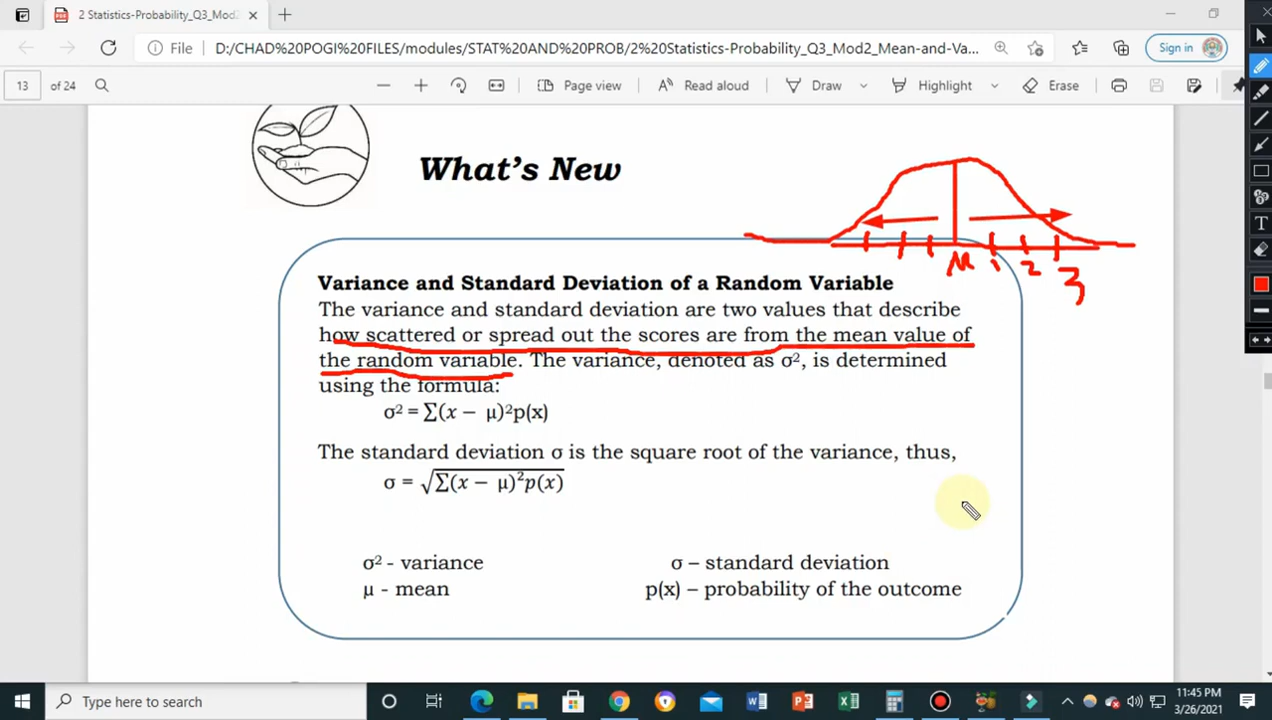 2 Statistics-Probability_Q3_Mod2
File
D:/CHAD%20POGI%20FILES/modules/STAT%20AND%20PROB/2%20Statistics-Probability_Q3_Mod2_Mean-and-Va...
Sign in
13 of 24
Page view
Read aloud
Draw
Highlight
Erase
What's New
μ 1 2 3
Variance and Standard Deviation of a Random Variable
The variance and standard deviation are two values that describe
how scattered or spread out the scores are from the mean value of
the random variable. The variance, denoted as σ², is determined
using the formula:
σ² = ∑(x − μ)²p(x)
The standard deviation σ is the square root of the variance, thus,
σ = √∑(x − μ)²p(x)
σ² - variance
σ – standard deviation
μ - mean
p(x) – probability of the outcome
Type here to search
11:45 PM
3/26/2021